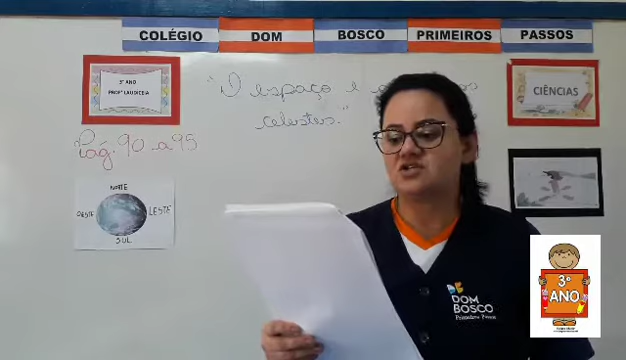 COLÉGIO DOM BOSCO PRIMEIROS PASSOS
3º ANO
PROFª LAUDICEIA
"O espaço e
celestes."
CIÊNCIAS
Pág. 90 a 95
NORTE
OESTE LESTE
SUL
DOM
BOSCO
Primeiros Passos
3º
ANO